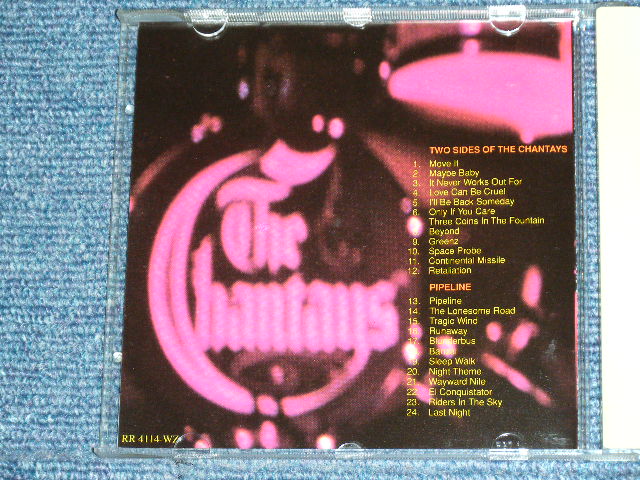 The
Chantays
TWO SIDES OF THE CHANTAYS
1. Move It
2. Maybe Baby
3. It Never Works Out For
4. Love Can Be Cruel
5. I'll Be Back Someday
6. Only If You Care
Three Coins In The Fountain
Beyond
9. Greenz
10. Space Probe
11. Continental Missile
12. Retaliation
PIPELINE
13. Pipeline
14. The Lonesome Road
15. Tragic Wind
16. Runaway
17. Blunderbus
19. Sleep Walk
20. Night Theme
21. Wayward Nile
22. El Conquistator
23. Riders In The Sky
24. Last Night
RR 4114-WZ